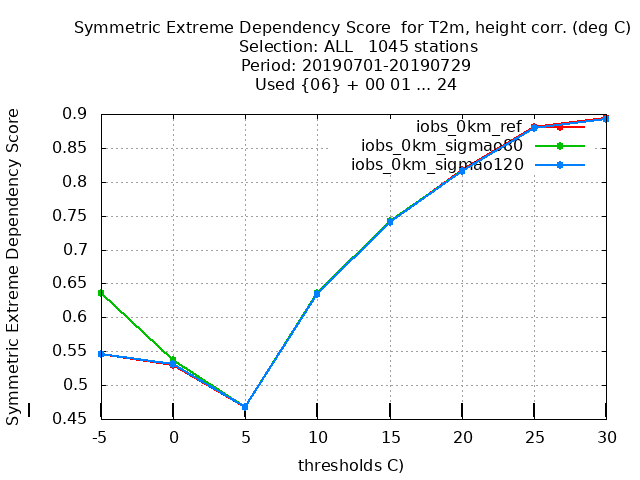 Symmetric Extreme Dependency Score  for T2m, height corr. (deg C)
Selection: ALL   1045 stations
Period: 20190701-20190729
Used {06} + 00 01 ... 24
Symmetric Extreme Dependency Score
0.9
0.85
0.8
0.75
0.7
0.65
0.6
0.55
0.5
0.45
iobs_0km_ref
iobs_0km_sigmao80
iobs_0km_sigmao120
-5 0 5 10 15 20 25 30
thresholds C)